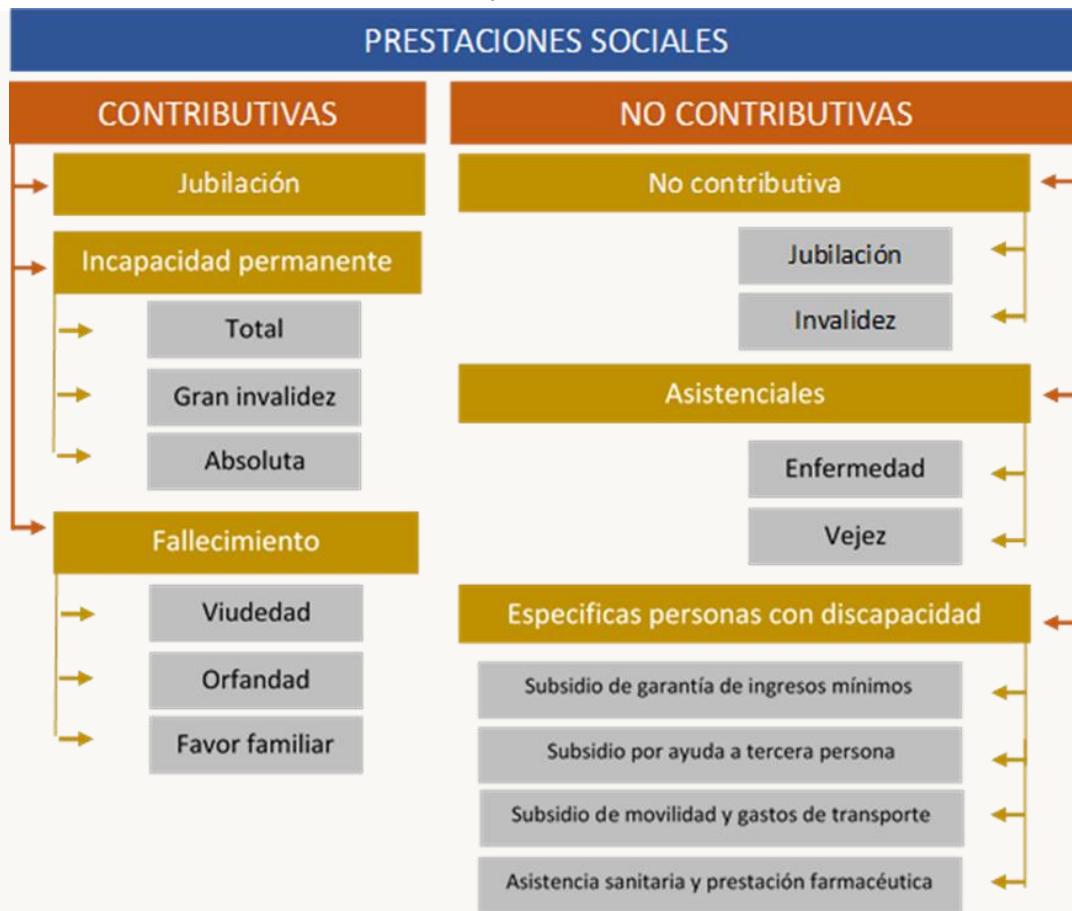 PRESTACIONES SOCIALES
CONTRIBUTIVAS
Jubilación
Incapacidad permanente
Total
Gran invalidez
Absoluta
Fallecimiento
Viudedad
Orfandad
Favor familiar
NO CONTRIBUTIVAS
No contributiva
Jubilación
Invalidez
Asistenciales
Enfermedad
Vejez
Especificas personas con discapacidad
Subsidio de garantía de ingresos mínimos
Subsidio por ayuda a tercera persona
Subsidio de movilidad y gastos de transporte
Asistencia sanitaria y prestación farmacéutica